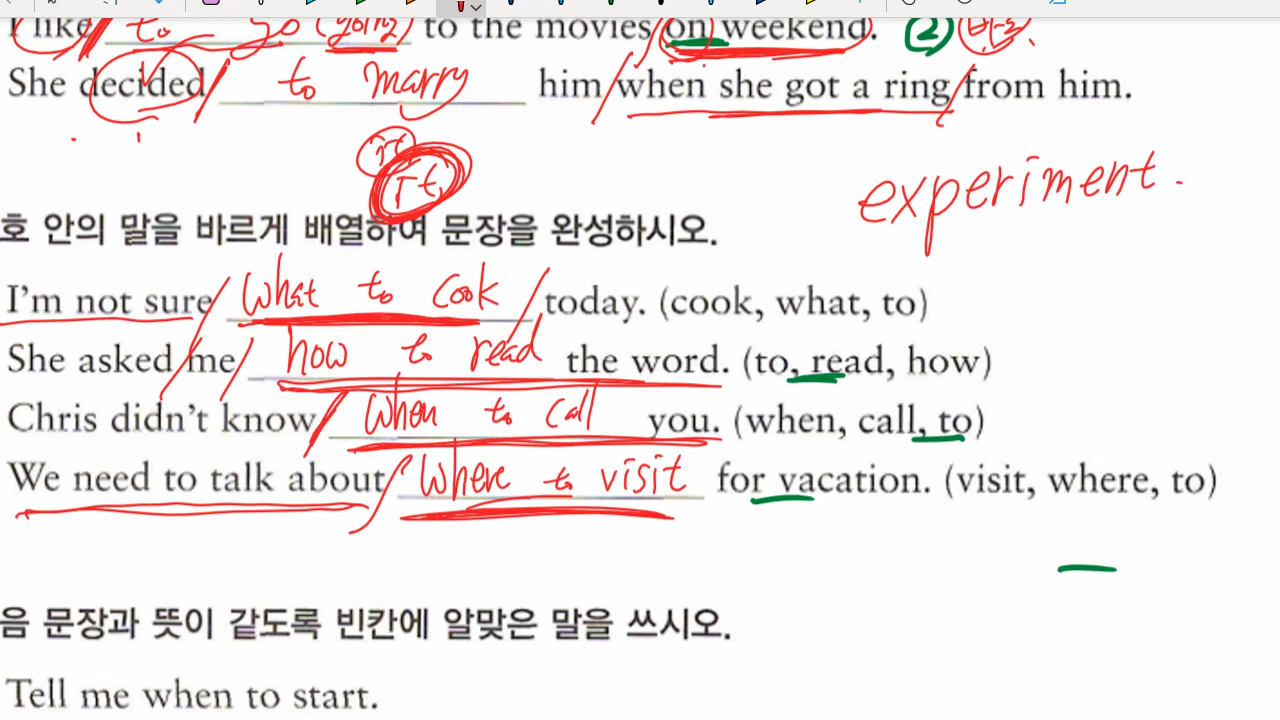 I like to go (going) to the movies on weekend. ②
She decided to marry him when she got a ring from him.
experiment.
호 안의 말을 바르게 배열하여 문장을 완성하시오.
I'm not sure what to cook today. (cook, what, to)
She asked me how to read the word. (to, read, how)
Chris didn't know when to call you. (when, call, to)
We need to talk about where to visit for vacation. (visit, where, to)
음 문장과 뜻이 같도록 빈칸에 알맞은 말을 쓰시오.
Tell me when to start.